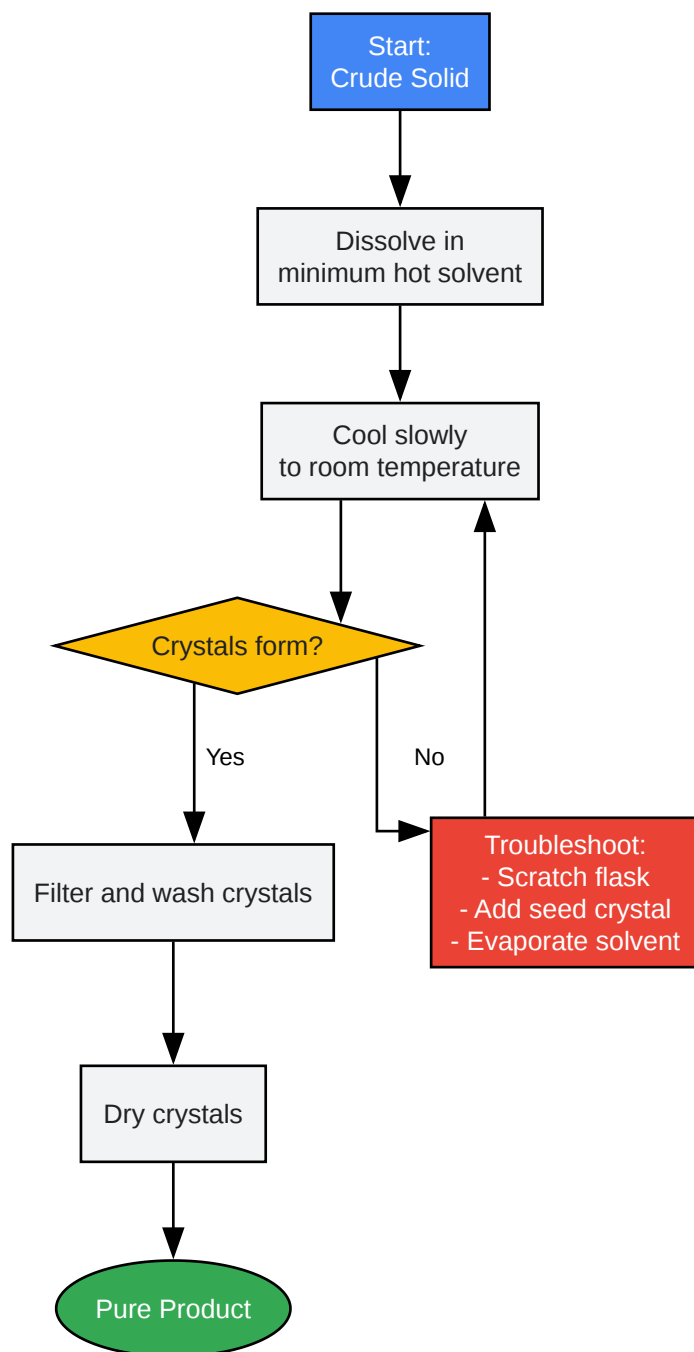 Start:
Crude Solid
Dissolve in
minimum hot solvent
Cool slowly
to room temperature
Crystals form?
Yes
No
Troubleshoot:
- Scratch flask
- Add seed crystal
- Evaporate solvent
Filter and wash crystals
Dry crystals
Pure Product